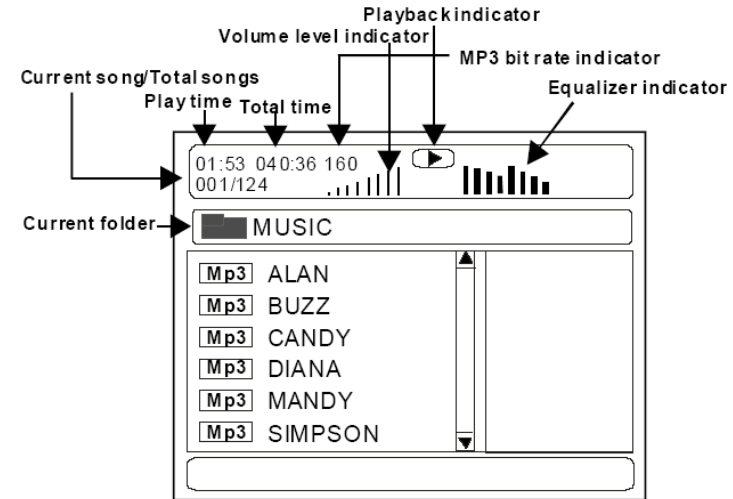 Playback indicator
Volume level indicator
MP3 bit rate indicator
Current song/Total songs
Equalizer indicator
Play time Total time
01:53 040:36 160
001/124
Current folder
MUSIC
Mp3 ALAN
Mp3 BUZZ
Mp3 CANDY
Mp3 DIANA
Mp3 MANDY
Mp3 SIMPSON